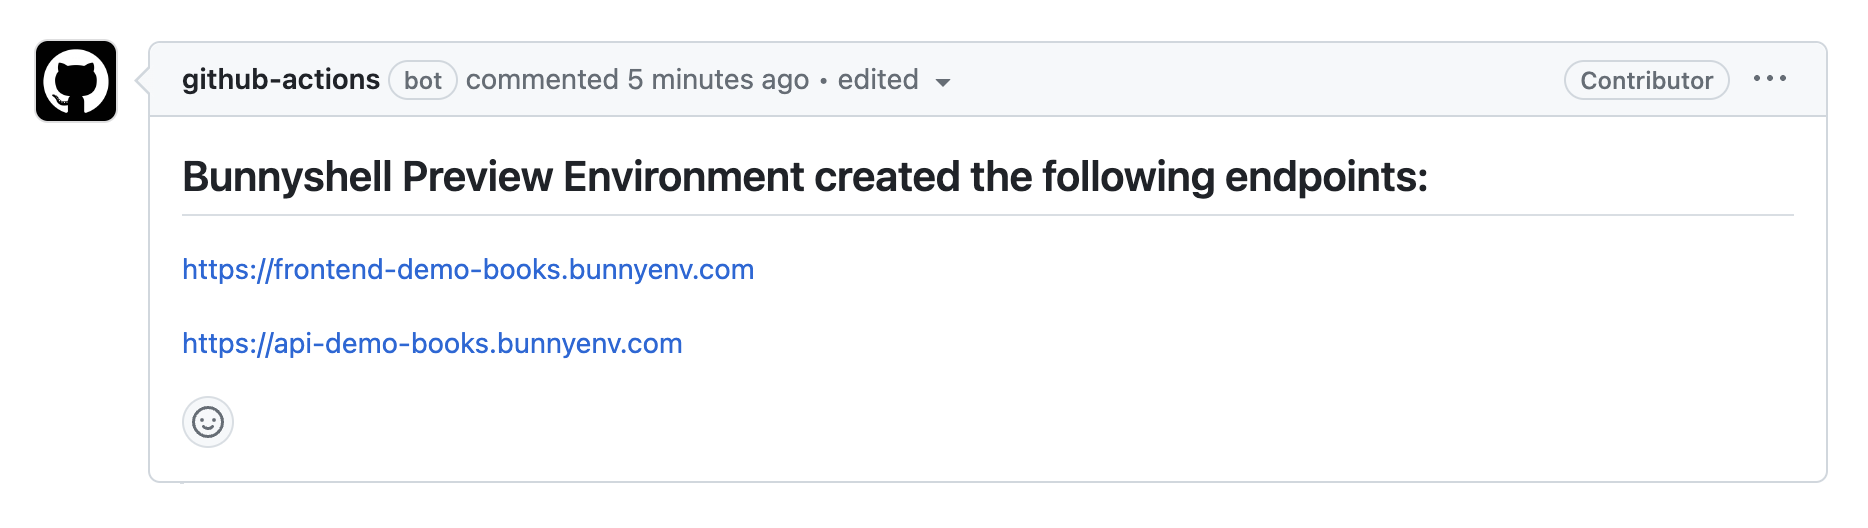 github-actions bot commented 5 minutes ago • edited Contributor
Bunnyshell Preview Environment created the following endpoints:
https://frontend-demo-books.bunnyenv.com
https://api-demo-books.bunnyenv.com